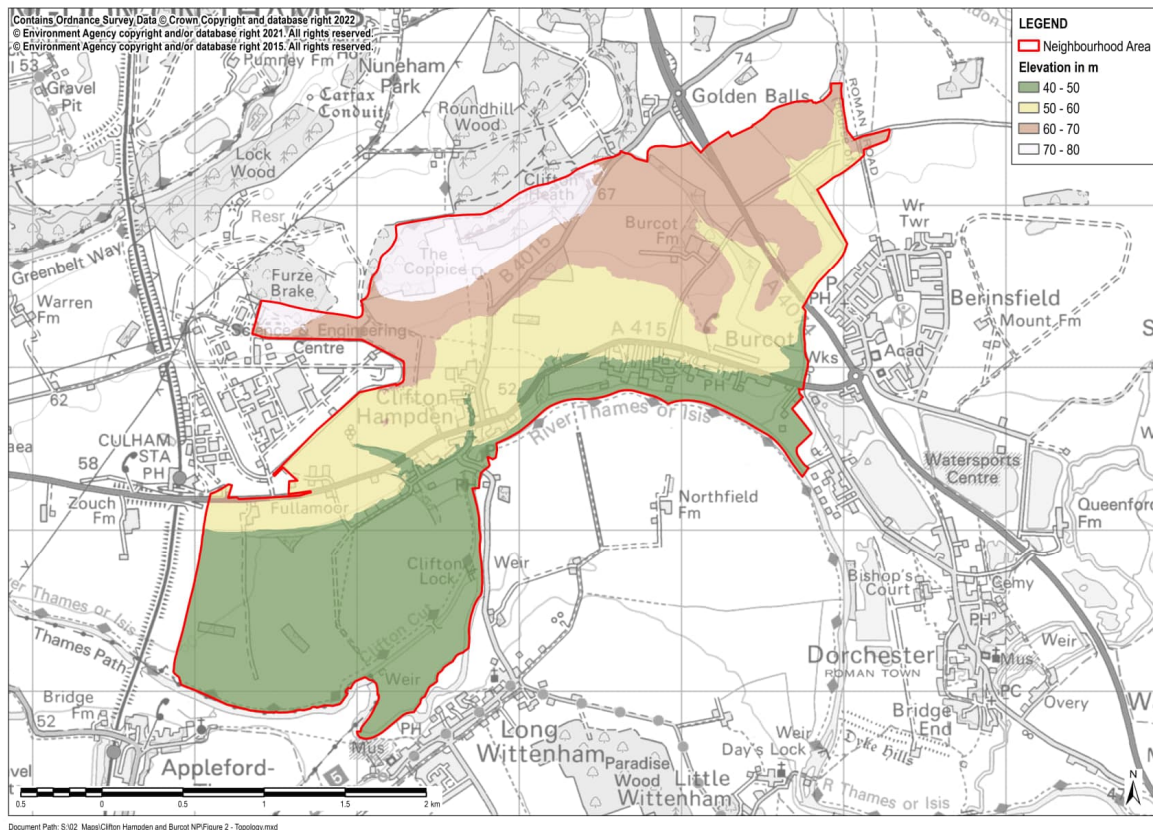 Contains Ordnance Survey Data © Crown Copyright and database right 2022
© Environment Agency copyright and/or database right 2021. All rights reserved.
© Environment Agency copyright and/or database right 2015. All rights reserved.
LEGEND
Neighbourhood Area
Elevation in m
40 - 50
50 - 60
60 - 70
70 - 80
Pumney Fm
53
Gravel
Pit
Nuneham
Park
Carfax
Conduit
Roundhill
Wood
74
Golden Balls
ROMAN ROAD
Lock
Wood
Clifton
Heath
67
Resr
Burcot
Fm
Wr
Twr
B 4015
The
Coppice
Greenbelt Way
Furze
Brake
Warren
Fm
Science & Engineering
Centre
PH
Berinsfield
Mount Fm
A 415
Burcot
Acad
Wks
PH
62
Clifton
Hampden
52
River Thames or Isis
CULHAM
STA
PH
58
Zouch
Fm
Fullamoor
Northfield
Fm
Watersports
Centre
Queenford
Fm
Clifton
Lock
Weir
Bishop's
Court
Cemy
PH
River Thames or Isis
Thames Path
Clifton Cut
Weir
Dorchester
ROMAN TOWN
Weir
Mus
PC
Bridge
End
Overy
Bridge
Fm
52
PH
Mus
Long
Wittenham
Weir
Day's Lock
Dyke Hills
Appleford-
5
Paradise
Wood
Little
Wittenham
R Thames or Isis
N
0.5 0 0.5 1 1.5 2 km
Document Path: S:\02_Maps\Clifton Hampden and Burcot NP\Figure 2 - Topology.mxd